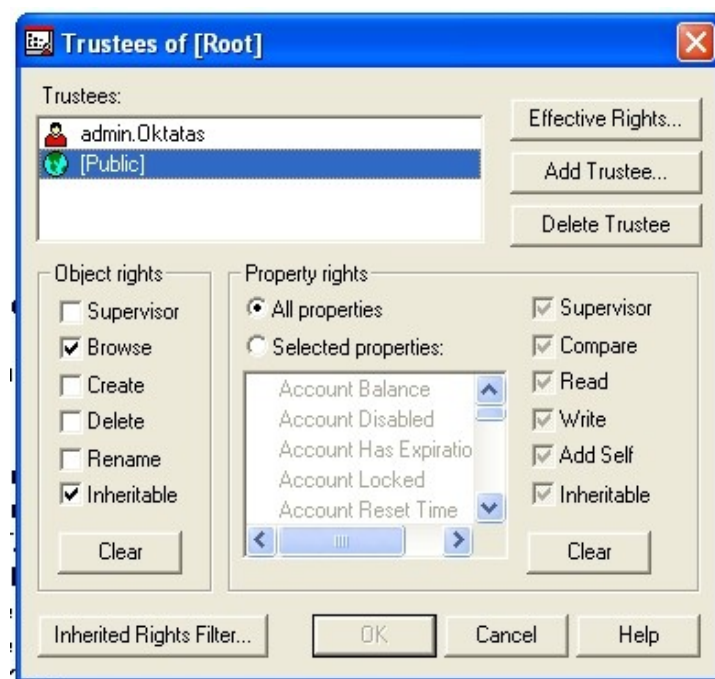 Trustees of [Root]
Trustees:
admin.Oktatas
[Public]
Effective Rights...
Add Trustee...
Delete Trustee
Object rights
Supervisor
Browse
Create
Delete
Rename
Inheritable
Clear
Property rights
All properties
Selected properties:
Account Balance
Account Disabled
Account Has Expiratio
Account Locked
Account Reset Time
Supervisor
Compare
Read
Write
Add Self
Inheritable
Clear
Inherited Rights Filter...
OK
Cancel
Help